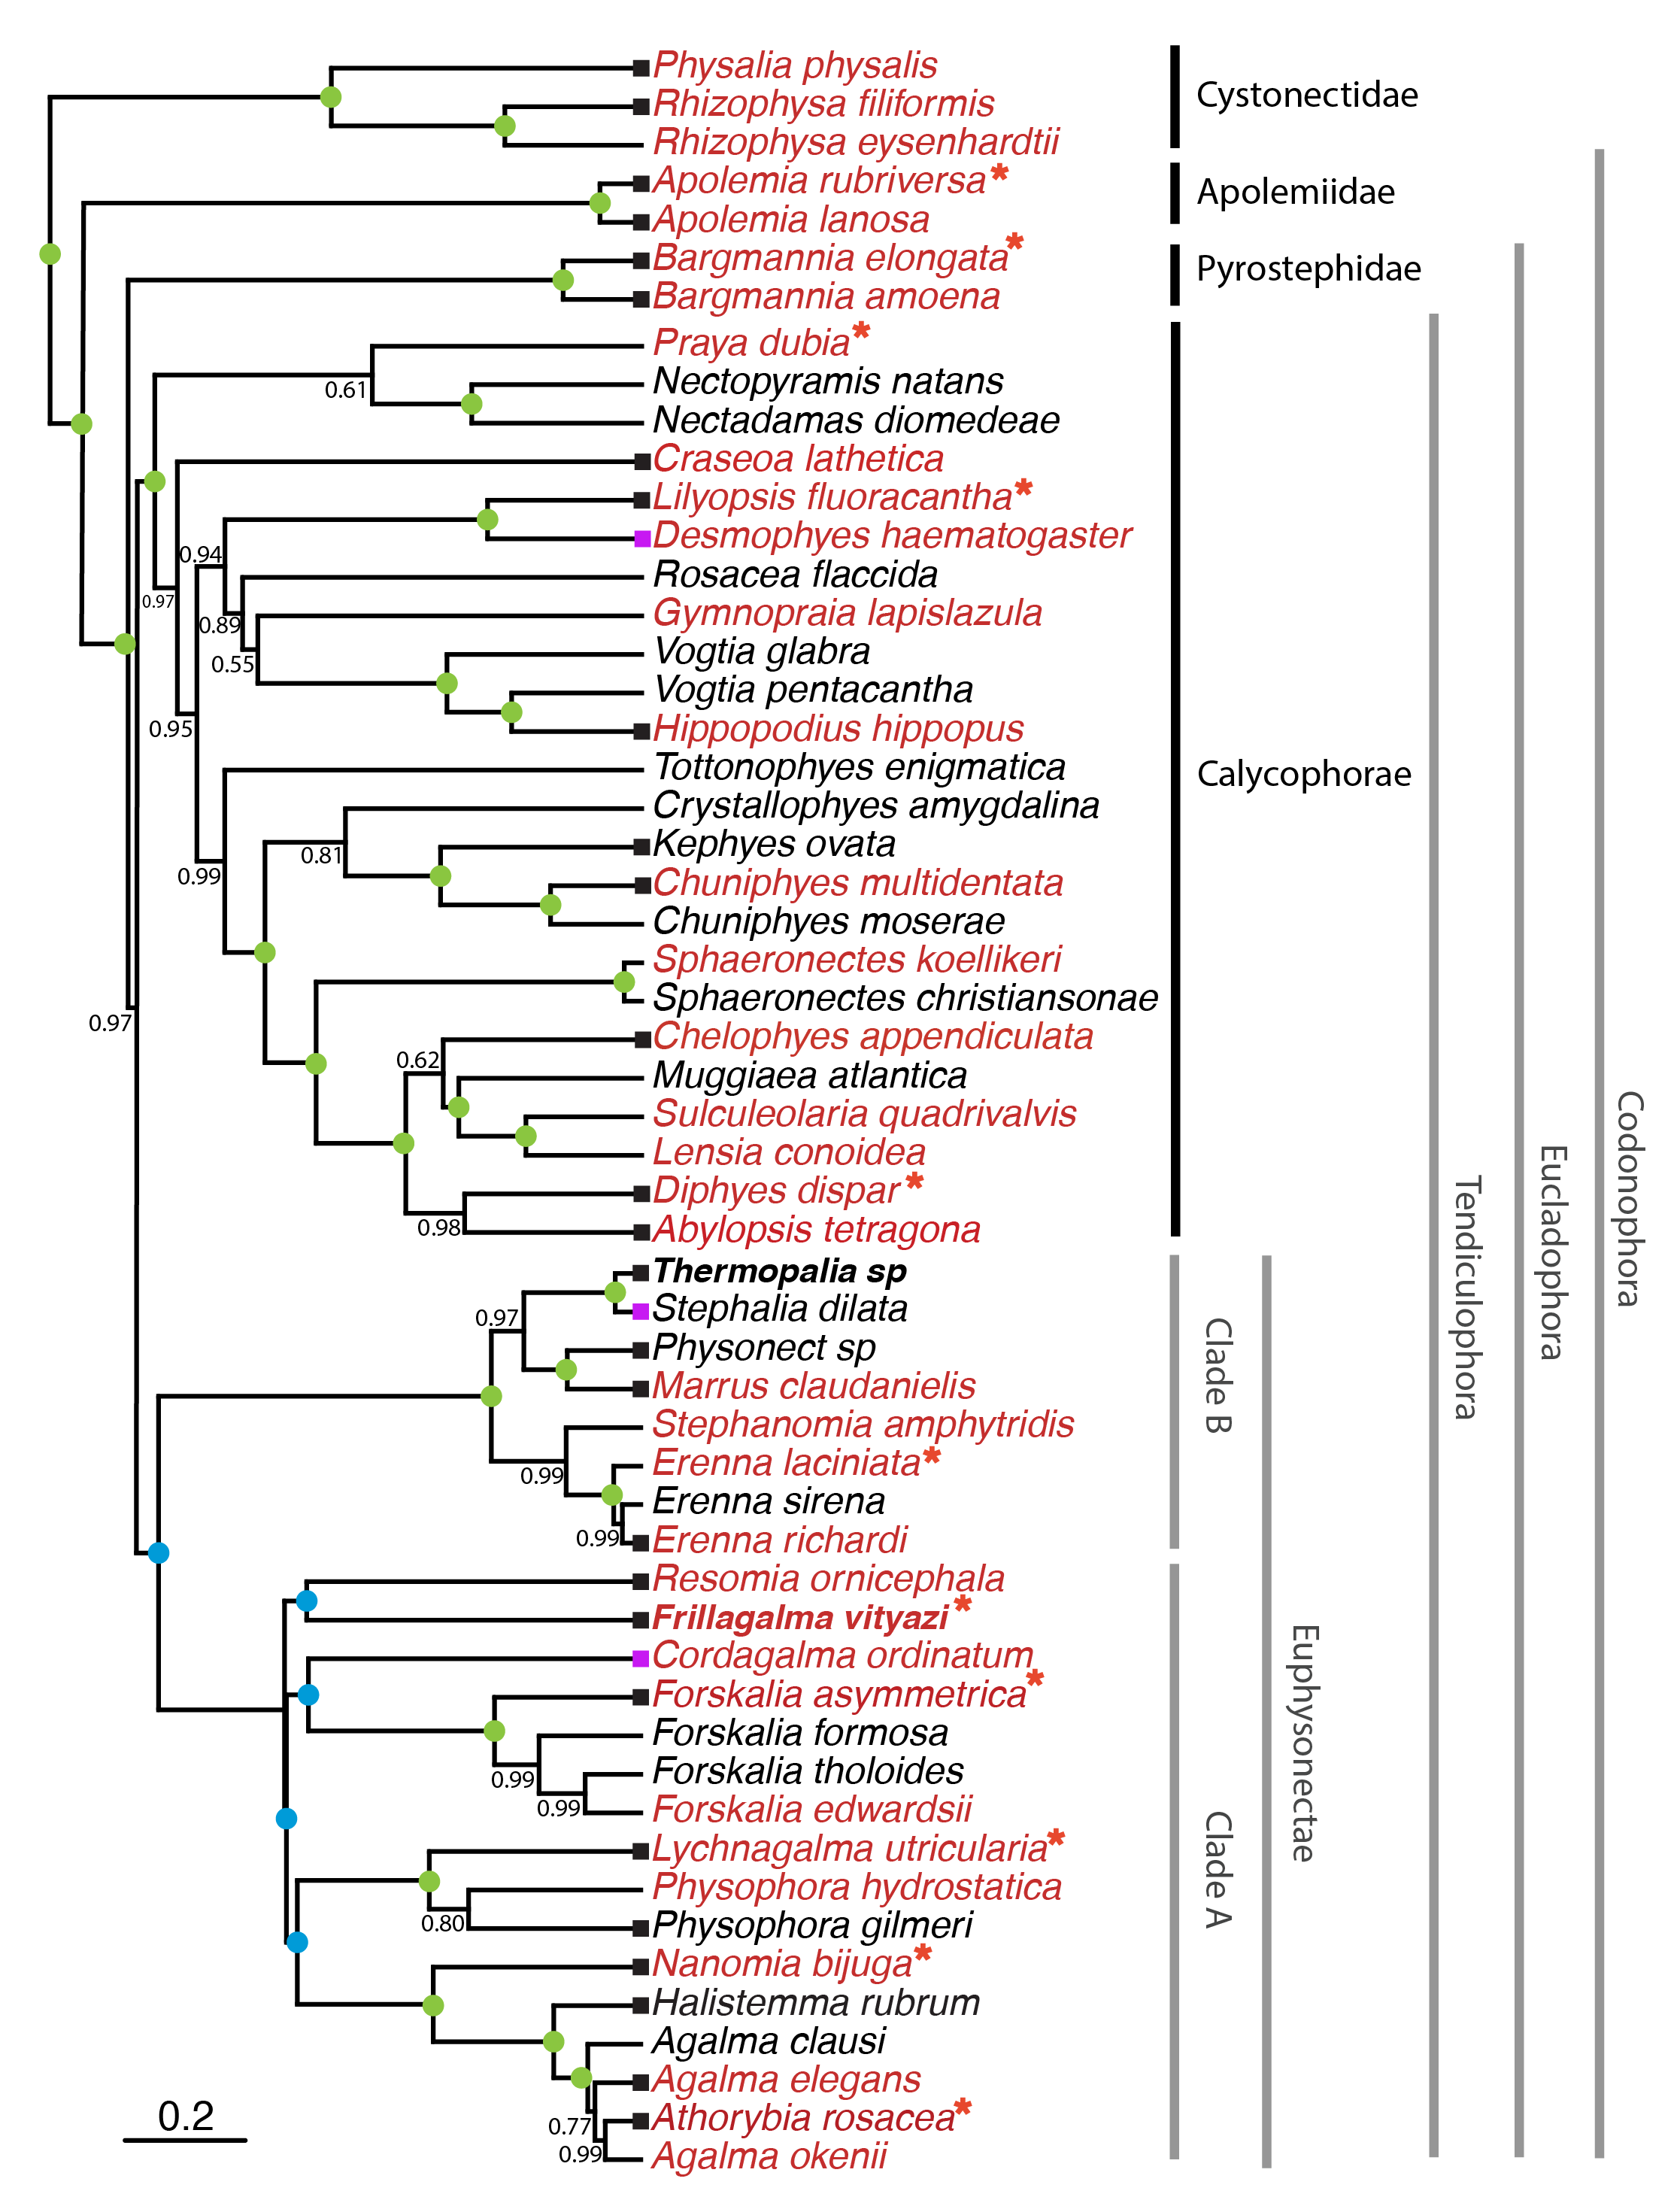 Physalia physalis
Rhizophysa filiformis
Rhizophysa eysenhardtii
Cystonectidae
Apolemia rubriversa*
Apolemia lanosa
Apolemiidae
Bargmannia elongata*
Bargmannia amoena
Pyrostephidae
Praya dubia*
0.61
Nectopyramis natans
Nectadamas diomedeae
Craseoa lathetica
Lilyopsis fluoracantha*
Desmophyes haematogaster
0.94
Rosacea flaccida
0.97
Gymnopraia lapislazula
0.89
Vogtia glabra
0.55
Vogtia pentacantha
Hippopodius hippopus
0.95
Tottonophyes enigmatica
Calycophorae
Crystallophyes amygdalina
Kephyes ovata
0.81
Chuniphyes multidentata
0.99
Chuniphyes moserae
Sphaeronectes koellikeri
Sphaeronectes christiansonae
0.97
Chelophyes appendiculata
0.62
Muggiaea atlantica
Sulculeolaria quadrivalvis
Lensia conoidea
Diphyes dispar*
Abylopsis tetragona
0.98
Thermopalia sp
Stephalia dilata
0.97
Physonect sp
Marrus claudanielis
Stephanomia amphytridis
Erenna laciniata*
0.99
Erenna sirena
Erenna richardi
0.99
Resomia ornicephala
Frillagalma vityazi*
Cordagalma ordinatum
Forskalia asymmetrica*
Forskalia formosa
Forskalia tholoides
0.99
Forskalia edwardsii
0.99
Lychnagalma utricularia*
Physophora hydrostatica
Physophora gilmeri
0.80
Nanomia bijuga*
Halistemma rubrum
Agalma clausi
Agalma elegans
Athorybia rosacea*
0.77
Agalma okenii
0.99
0.2
Clade B
Clade A
Euphysonectae
Tendiculophora
Eucladophora
Codonophora